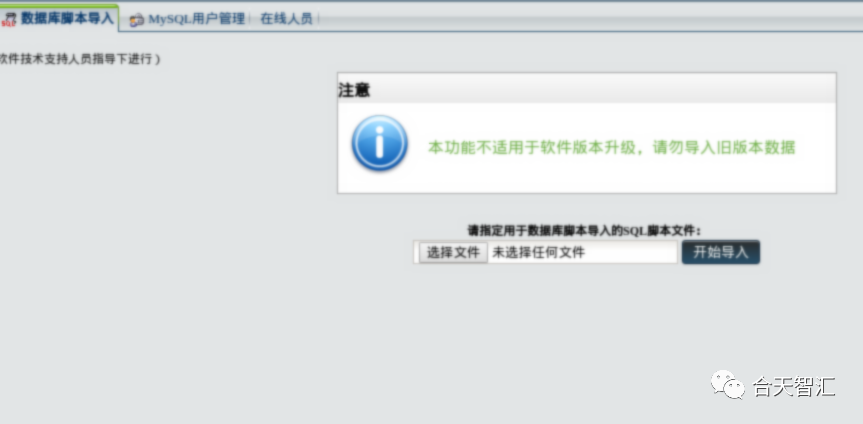 数据库脚本导入 MySQL用户管理 在线人员
软件技术支持人员指导下进行）
注意
本功能不适用于软件版本升级，请勿导入旧版本数据
请指定用于数据库脚本导入的SQL脚本文件：
选择文件 未选择任何文件 开始导入
台天智汇